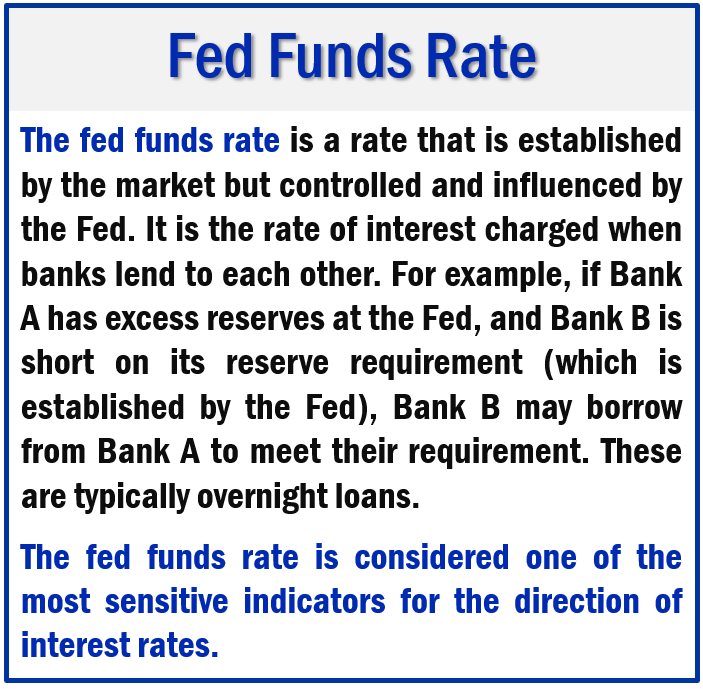 Fed Funds Rate
The fed funds rate is a rate that is established
by the market but controlled and influenced by
the Fed. It is the rate of interest charged when
banks lend to each other. For example, if Bank
A has excess reserves at the Fed, and Bank B is
short on its reserve requirement (which is
established by the Fed), Bank B may borrow
from Bank A to meet their requirement. These
are typically overnight loans.
The fed funds rate is considered one of the
most sensitive indicators for the direction of
interest rates.